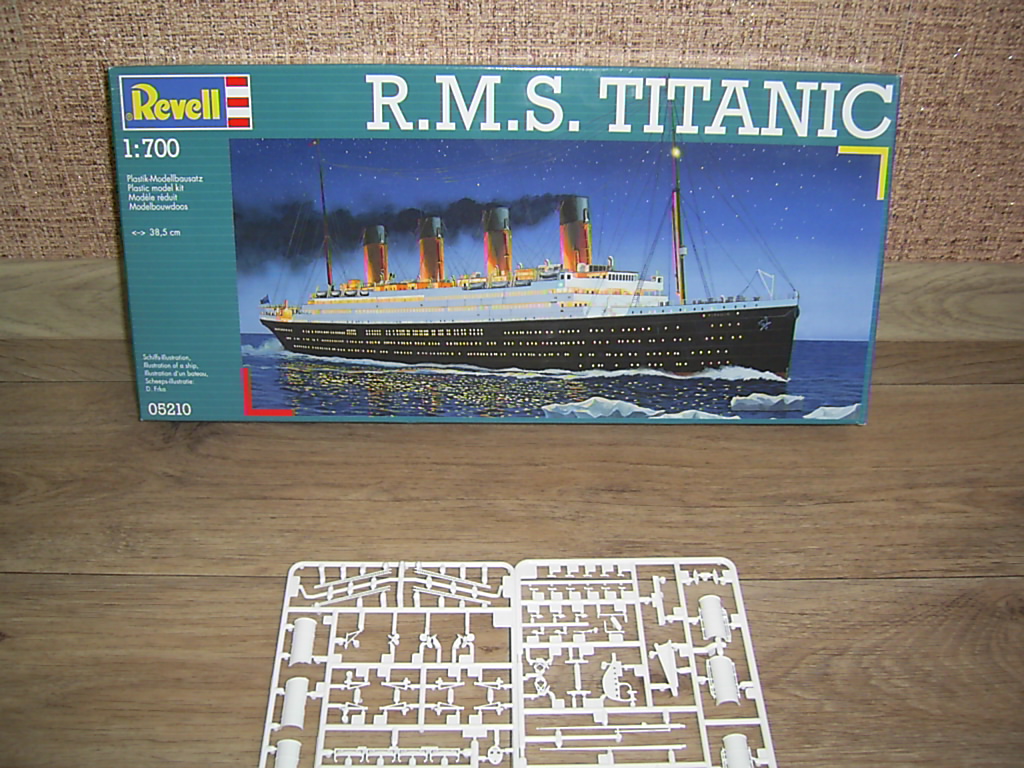 Revell
R.M.S. TITANIC
1:700
Plastik-Modellbausatz
Plastic model kit
Modèle réduit
Modelbouwdoos
<-> 38,5 cm
Schiffs-Illustration,
Illustration of a ship,
Illustration d'un bateau,
Scheeps-illustratie:
D. Frka
05210